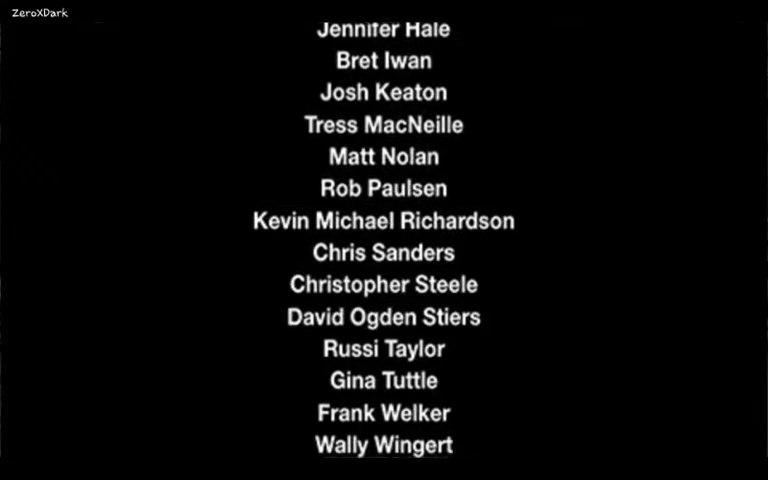 ZeroXDark
Jennifer Hale
Bret Iwan
Josh Keaton
Tress MacNeille
Matt Nolan
Rob Paulsen
Kevin Michael Richardson
Chris Sanders
Christopher Steele
David Ogden Stiers
Russi Taylor
Gina Tuttle
Frank Welker
Wally Wingert